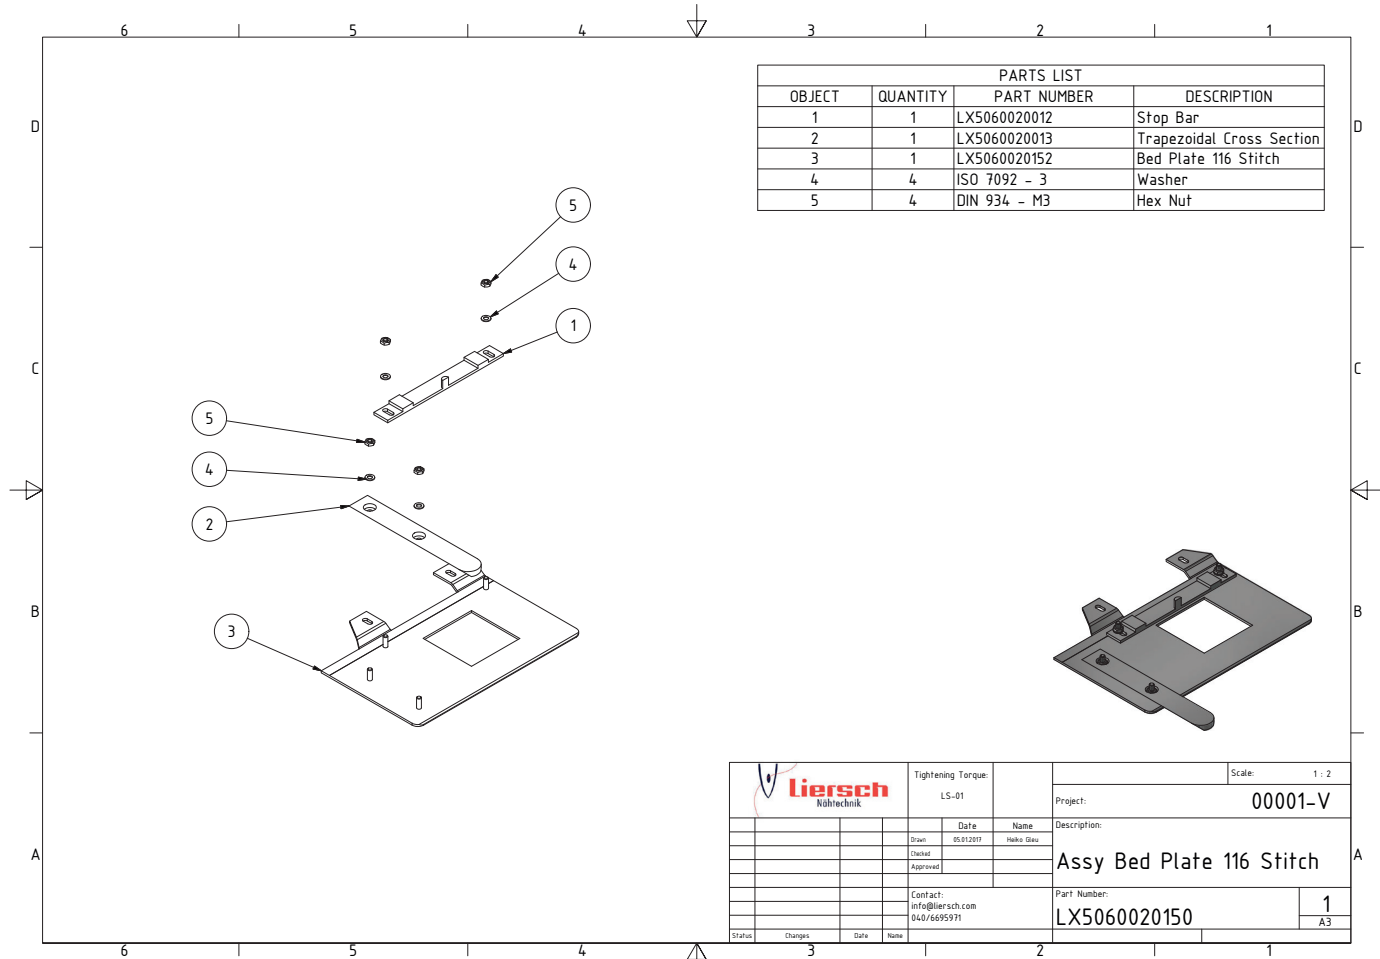 6 5 4 3 2 1
D D
C C
B B
A A
PARTS LIST
OBJECT QUANTITY PART NUMBER DESCRIPTION
1 1 LX5060020012 Stop Bar
2 1 LX5060020013 Trapezoidal Cross Section
3 1 LX5060020152 Bed Plate 116 Stitch
4 4 ISO 7092 - 3 Washer
5 4 DIN 934 - M3 Hex Nut
5
4
1
5
4
2
3
Liersch
Nähtechnik
Tightening Torque:
LS-01
Scale: 1 : 2
Project: 00001-V
Date Name
Drawn 05.01.2017 Heiko Gleu
Checked
Approved
Description:
Assy Bed Plate 116 Stitch
Contact:
info@liersch.com
040/6695971
Part Number:
LX5060020150
1
A3
Status Changes Date Name
6 5 4 3 2 1